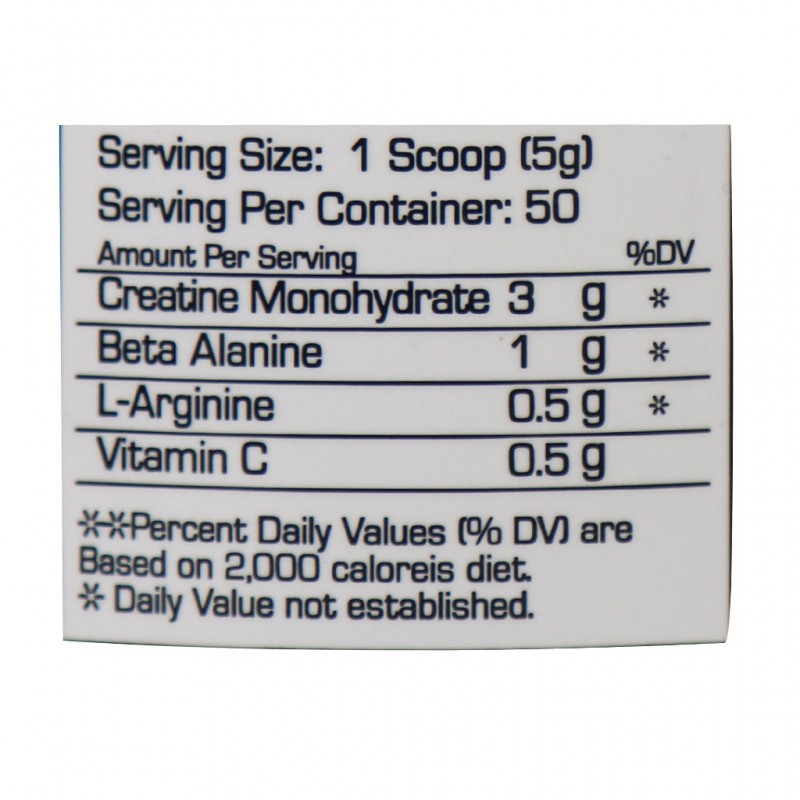 Serving Size: 1 Scoop (5g)
Serving Per Container: 50
Amount Per Serving %DV
Creatine Monohydrate 3 g *
Beta Alanine 1 g *
L-Arginine 0.5 g *
Vitamin C 0.5 g
**Percent Daily Values (% DV) are
Based on 2,000 caloreis diet.
* Daily Value not established.